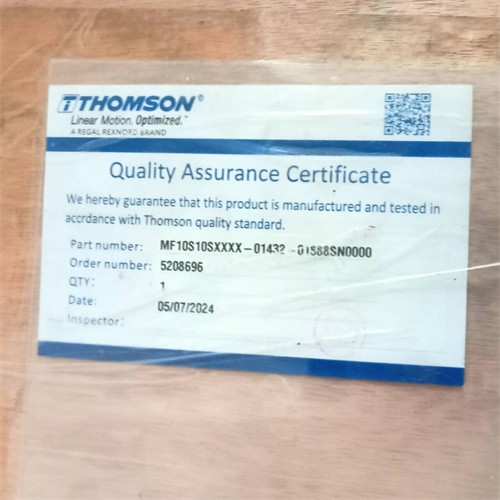 THOMSON®
Linear Motion. Optimized.™
A REGAL REXNORD BRAND
Quality Assurance Certificate
We hereby guarantee that this product is manufactured and tested in
accrdance with Thomson quality standard.
Part number: MF10S10SXXXX-01432 -01S88SN0000
Order number: 5208696
QTY: 1
Date: 05/07/2024
Inspector: